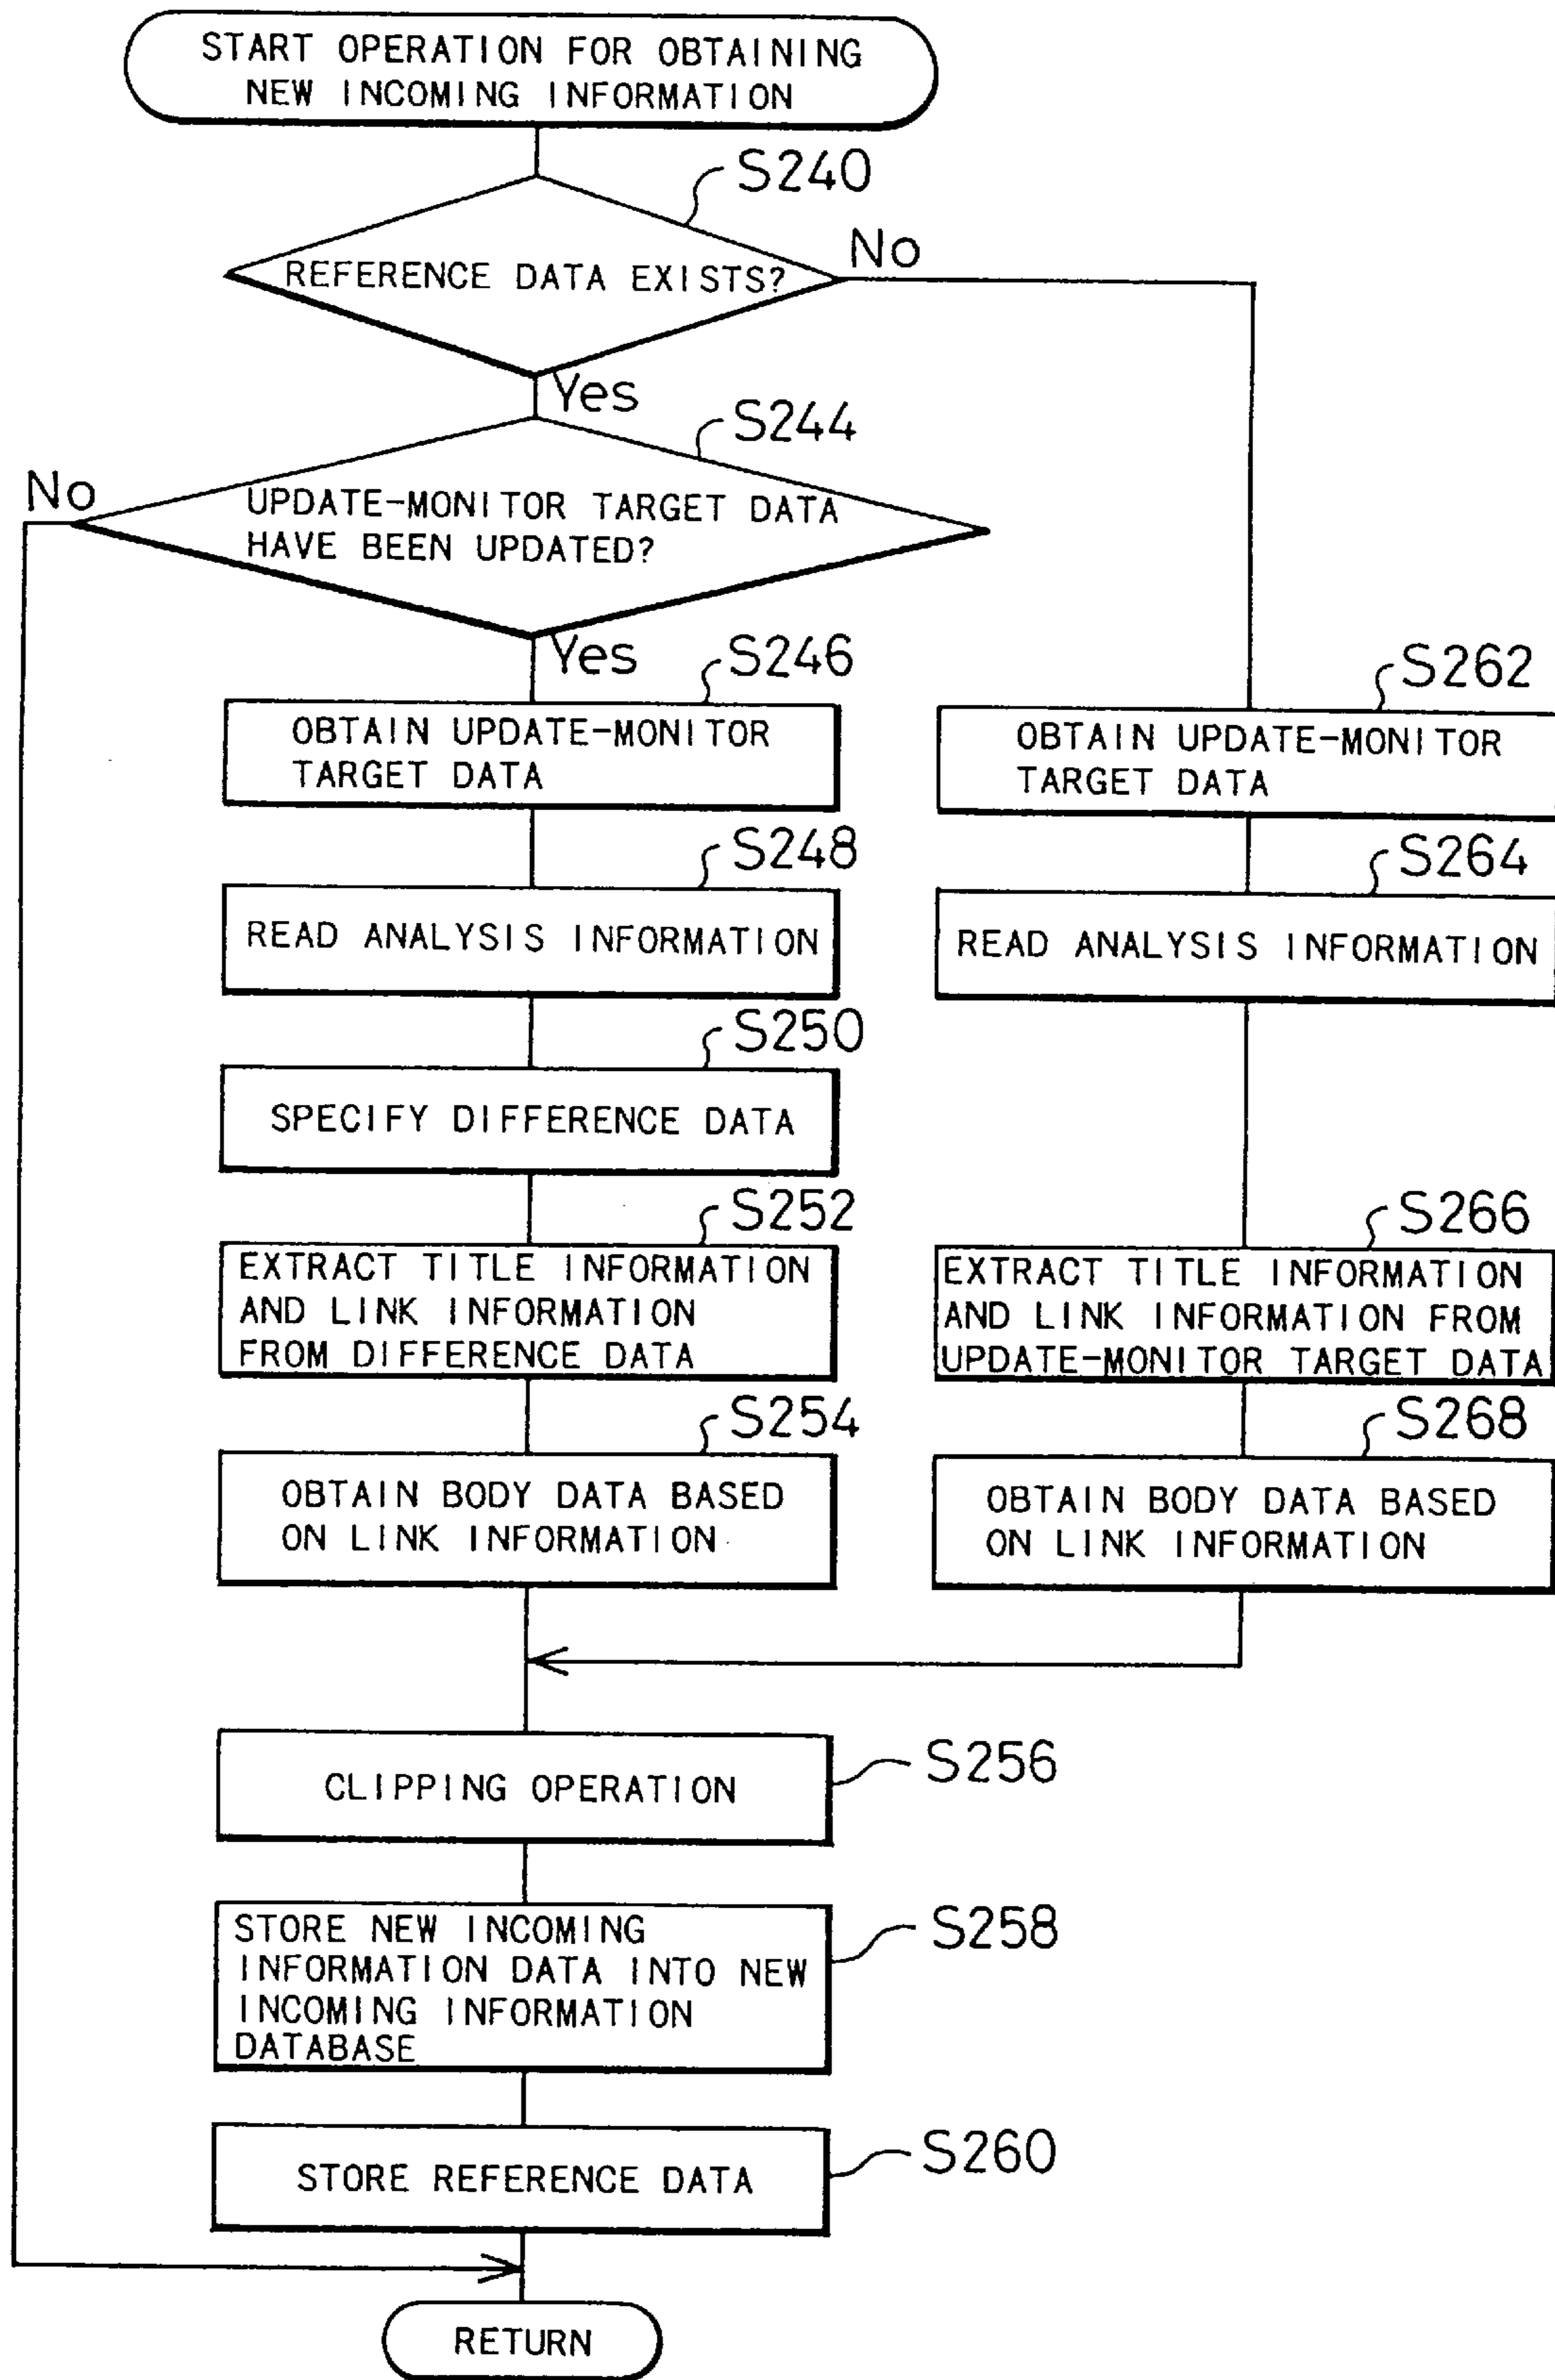 START OPERATION FOR OBTAINING
NEW INCOMING INFORMATION
S240
REFERENCE DATA EXISTS?
No
Yes
S244
No
UPDATE-MONITOR TARGET DATA
HAVE BEEN UPDATED?
Yes
S246
OBTAIN UPDATE-MONITOR
TARGET DATA
S262
OBTAIN UPDATE-MONITOR
TARGET DATA
S248
READ ANALYSIS INFORMATION
S264
READ ANALYSIS INFORMATION
S250
SPECIFY DIFFERENCE DATA
S252
EXTRACT TITLE INFORMATION
AND LINK INFORMATION
FROM DIFFERENCE DATA
S266
EXTRACT TITLE INFORMATION
AND LINK INFORMATION FROM
UPDATE-MONITOR TARGET DATA
S254
OBTAIN BODY DATA BASED
ON LINK INFORMATION
S268
OBTAIN BODY DATA BASED
ON LINK INFORMATION
S256
CLIPPING OPERATION
S258
STORE NEW INCOMING
INFORMATION DATA INTO NEW
INCOMING INFORMATION
DATABASE
S260
STORE REFERENCE DATA
RETURN